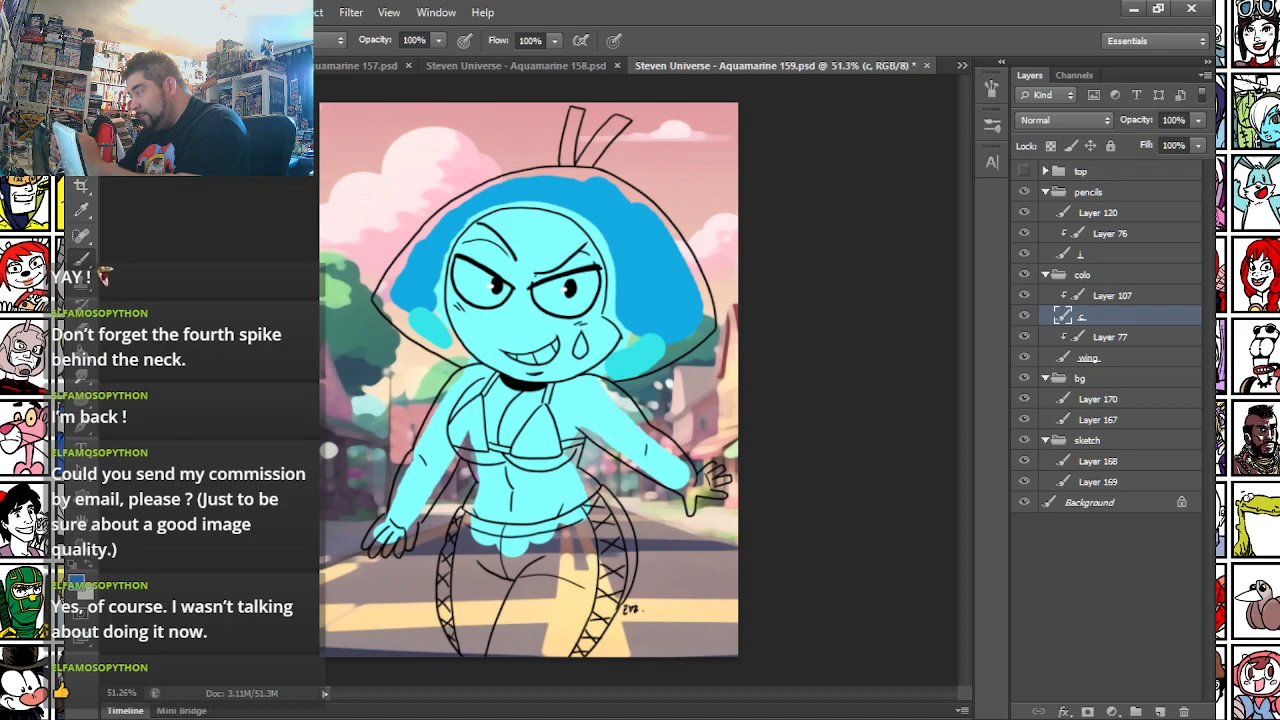 ct Filter View Window Help
Opacity: 100% Flow: 100% Essentials
quamarine 157.psd × Steven Universe - Aquamarine 158.psd × Steven Universe - Aquamarine 159.psd @ 51.3% (c, RGB/8) * ×
Layers Channels
Kind
Normal Opacity: 100%
Lock: Fill: 100%
top
pencils
Layer 120
Layer 76
i
colo
Layer 107
c
Layer 77
wing
bg
Layer 170
Layer 167
sketch
Layer 168
Layer 169
Background
YAY !
ELFAMOSOPYTHON
Don't forget the fourth spike
behind the neck.
ELFAMOSOPYTHON
I'm back !
ELFAMOSOPYTHON
Could you send my commission
by email, please ? (Just to be
sure about a good image
quality.)
ELFAMOSOPYTHON
Yes, of course. I wasn't talking
about doing it now.
ELFAMOSOPYTHON
51.26% Doc: 3.11M/51.3M
Timeline Mini Bridge